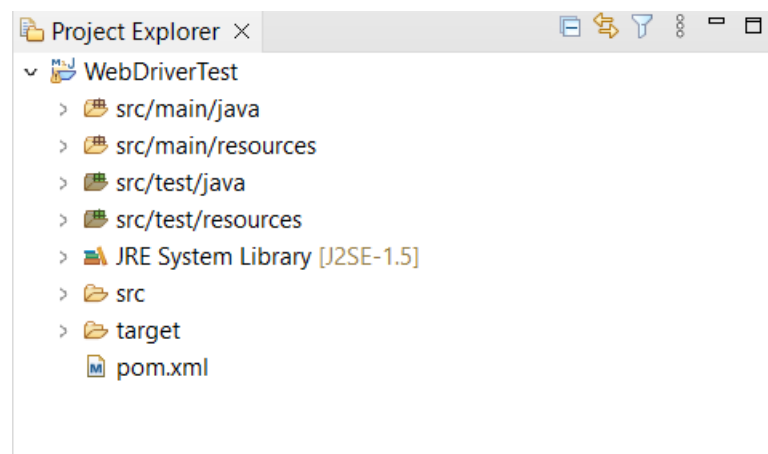 Project Explorer
WebDriverTest
src/main/java
src/main/resources
src/test/java
src/test/resources
JRE System Library [J2SE-1.5]
src
target
pom.xml